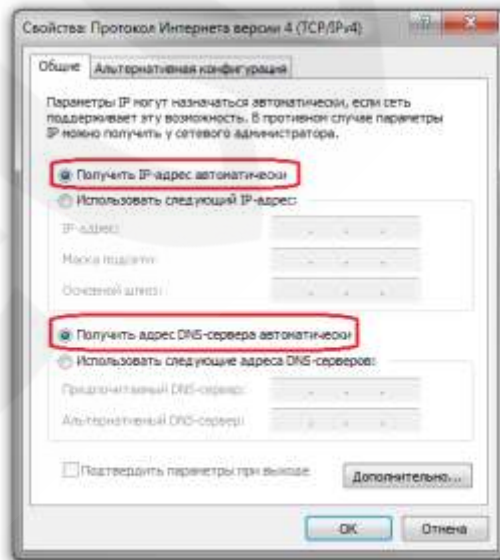 Свойства: Протокол Интернета версии 4 (TCP/IPv4)
Общие Альтернативная конфигурация
Параметры IP могут назначаться автоматически, если сеть
поддерживает эту возможность. В противном случае параметры
IP можно получить у сетевого администратора.
Получить IP-адрес автоматически
Использовать следующий IP-адрес:
IP-адрес:
Маска подсети:
Основной шлюз:
Получить адрес DNS-сервера автоматически
Использовать следующие адреса DNS-серверов:
Предпочитаемый DNS-сервер:
Альтернативный DNS-сервер:
Подтвердить параметры при выходе
Дополнительно...
OK Отмена